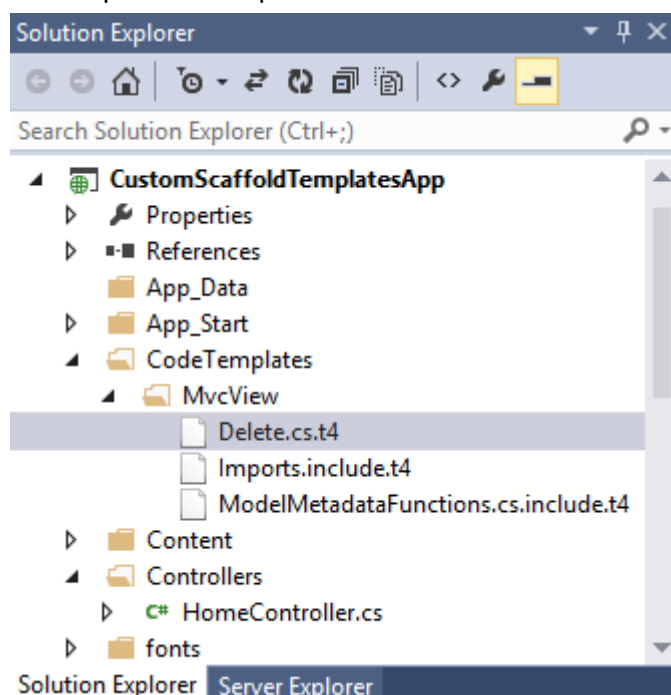 Solution Explorer
Search Solution Explorer (Ctrl+;)
CustomScaffoldTemplatesApp
Properties
References
App_Data
App_Start
CodeTemplates
MvcView
Delete.cs.t4
Imports.include.t4
ModelMetadataFunctions.cs.include.t4
Content
Controllers
C# HomeController.cs
fonts
Solution Explorer Server Explorer